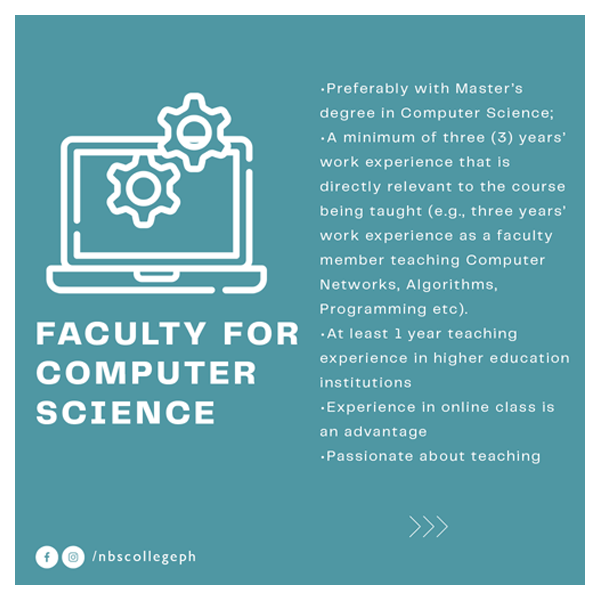 FACULTY FOR
COMPUTER
SCIENCE
•Preferably with Master's
degree in Computer Science;
•A minimum of three (3) years'
work experience that is
directly relevant to the course
being taught (e.g., three years'
work experience as a faculty
member teaching Computer
Networks, Algorithms,
Programming etc).
•At least 1 year teaching
experience in higher education
institutions
•Experience in online class is
an advantage
•Passionate about teaching
/nbscollegeph